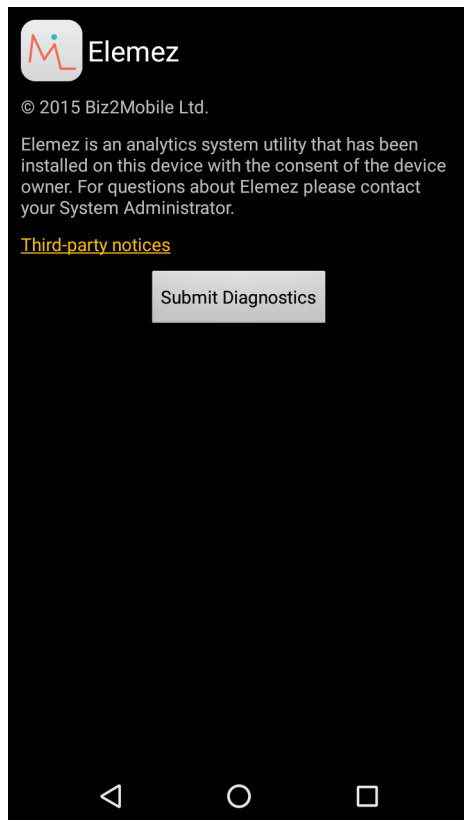 Elemez
© 2015 Biz2Mobile Ltd.
Elemez is an analytics system utility that has been
installed on this device with the consent of the device
owner. For questions about Elemez please contact
your System Administrator.
Third-party notices
Submit Diagnostics